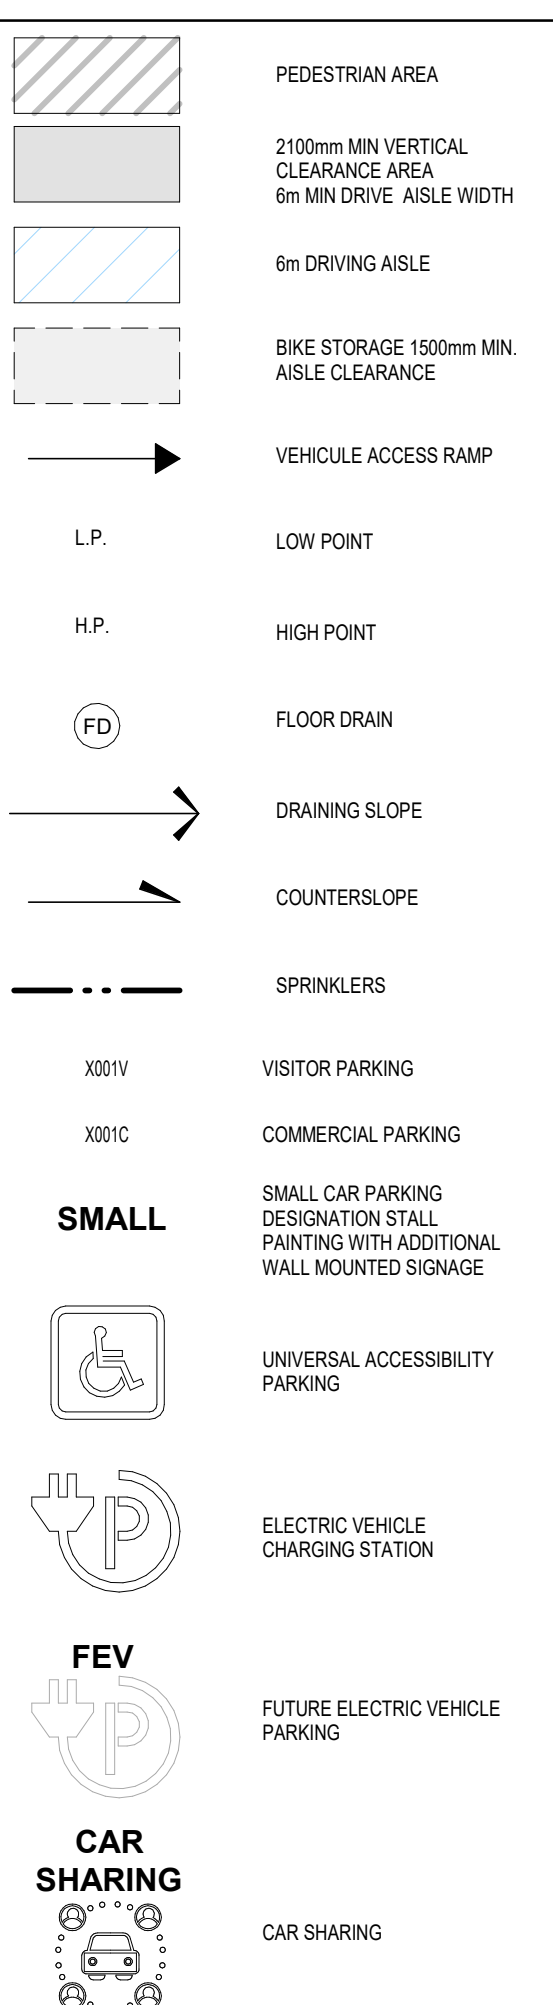 PEDESTRIAN AREA
2100mm MIN VERTICAL
CLEARANCE AREA
6m MIN DRIVE AISLE WIDTH
6m DRIVING AISLE
BIKE STORAGE 1500mm MIN.
AISLE CLEARANCE
VEHICULE ACCESS RAMP
L.P.
LOW POINT
H.P.
HIGH POINT
FD
FLOOR DRAIN
DRAINING SLOPE
COUNTERSLOPE
SPRINKLERS
X001V
VISITOR PARKING
X001C
COMMERCIAL PARKING
SMALL
SMALL CAR PARKING
DESIGNATION STALL
PAINTING WITH ADDITIONAL
WALL MOUNTED SIGNAGE
UNIVERSAL ACCESSIBILITY
PARKING
P
ELECTRIC VEHICLE
CHARGING STATION
FEV
P
FUTURE ELECTRIC VEHICLE
PARKING
CAR
SHARING
CAR SHARING